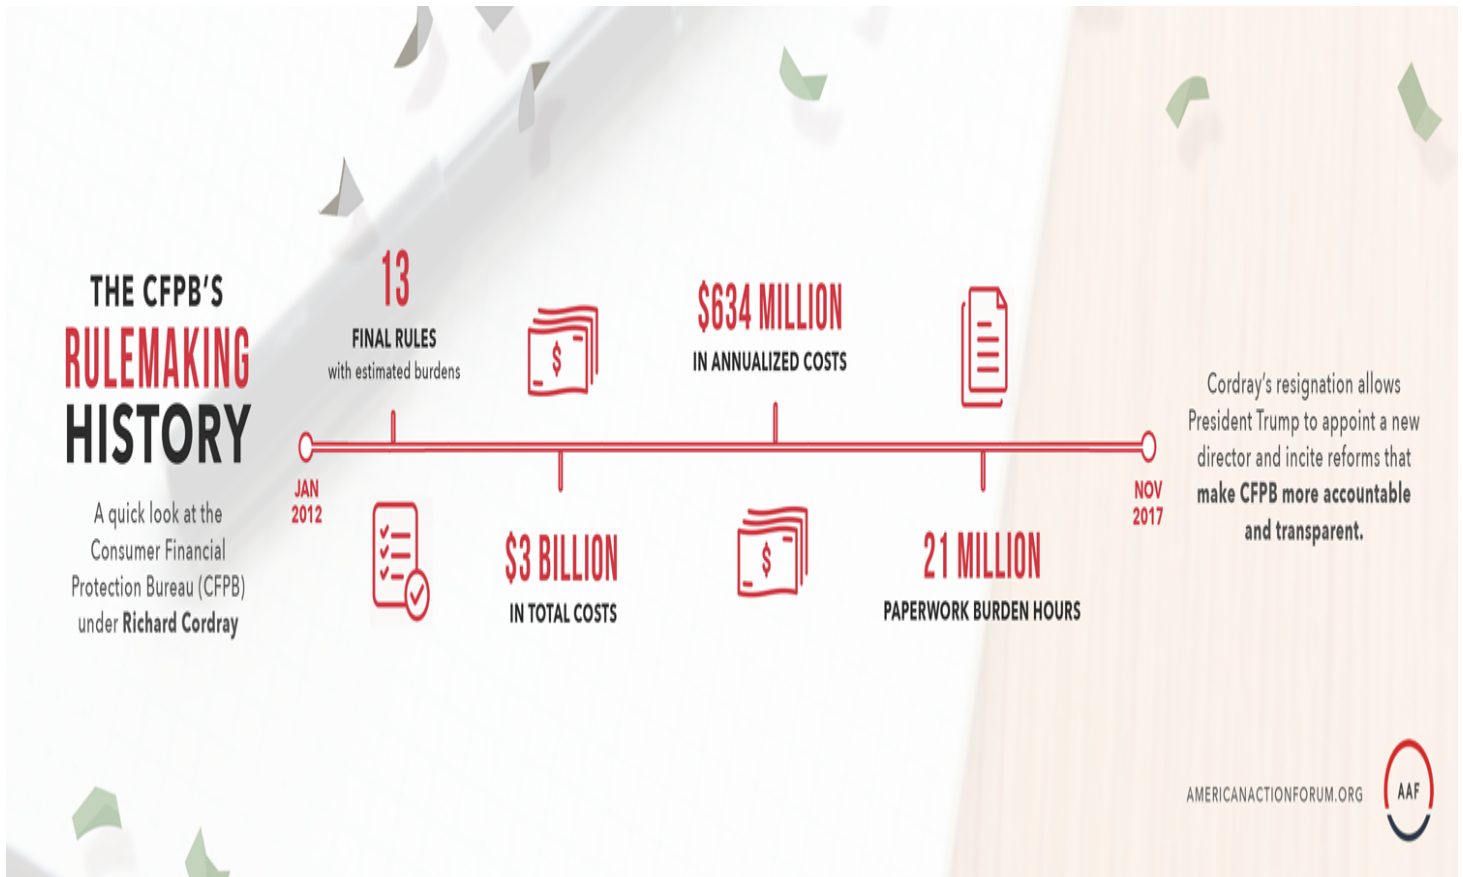 THE CFPB'S
RULEMAKING
HISTORY
A quick look at the
Consumer Financial
Protection Bureau (CFPB)
under Richard Cordray
JAN
2012
13
FINAL RULES
with estimated burdens
$
$3 BILLION
IN TOTAL COSTS
$634 MILLION
IN ANNUALIZED COSTS
$
21 MILLION
PAPERWORK BURDEN HOURS
NOV
2017
Cordray's resignation allows
President Trump to appoint a new
director and incite reforms that
make CFPB more accountable
and transparent.
AMERICANACTIONFORUM.ORG
AAF